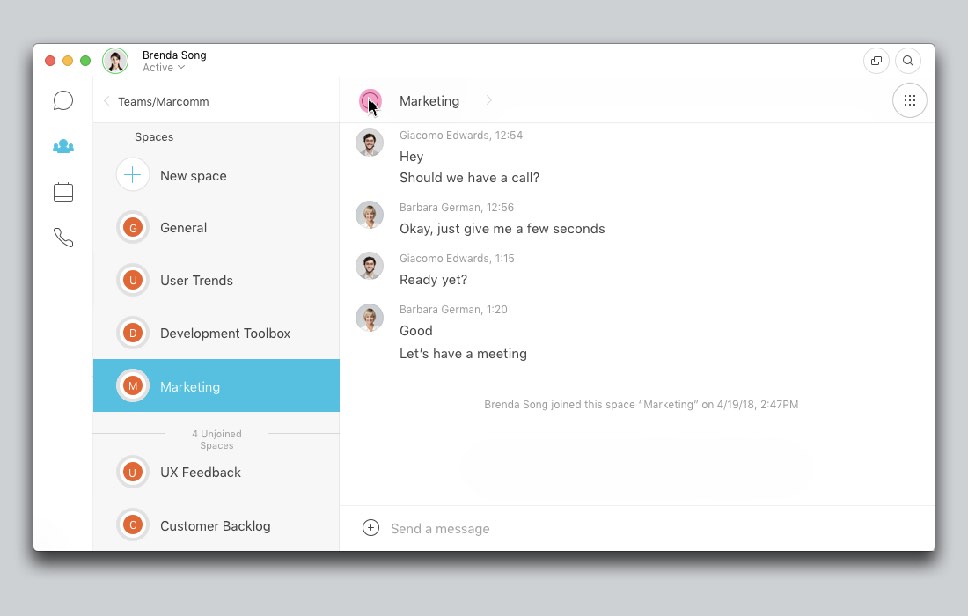 Brenda Song
Active
Teams/Marcomm
Marketing
Spaces
New space
G General
U User Trends
D Development Toolbox
M Marketing
4 Unjoined
Spaces
U UX Feedback
C Customer Backlog
Giacomo Edwards, 12:54
Hey
Should we have a call?
Barbara German, 12:56
Okay, just give me a few seconds
Giacomo Edwards, 1:15
Ready yet?
Barbara German, 1:20
Good
Let's have a meeting
Brenda Song joined this space "Marketing" on 4/19/18, 2:47PM
Send a message